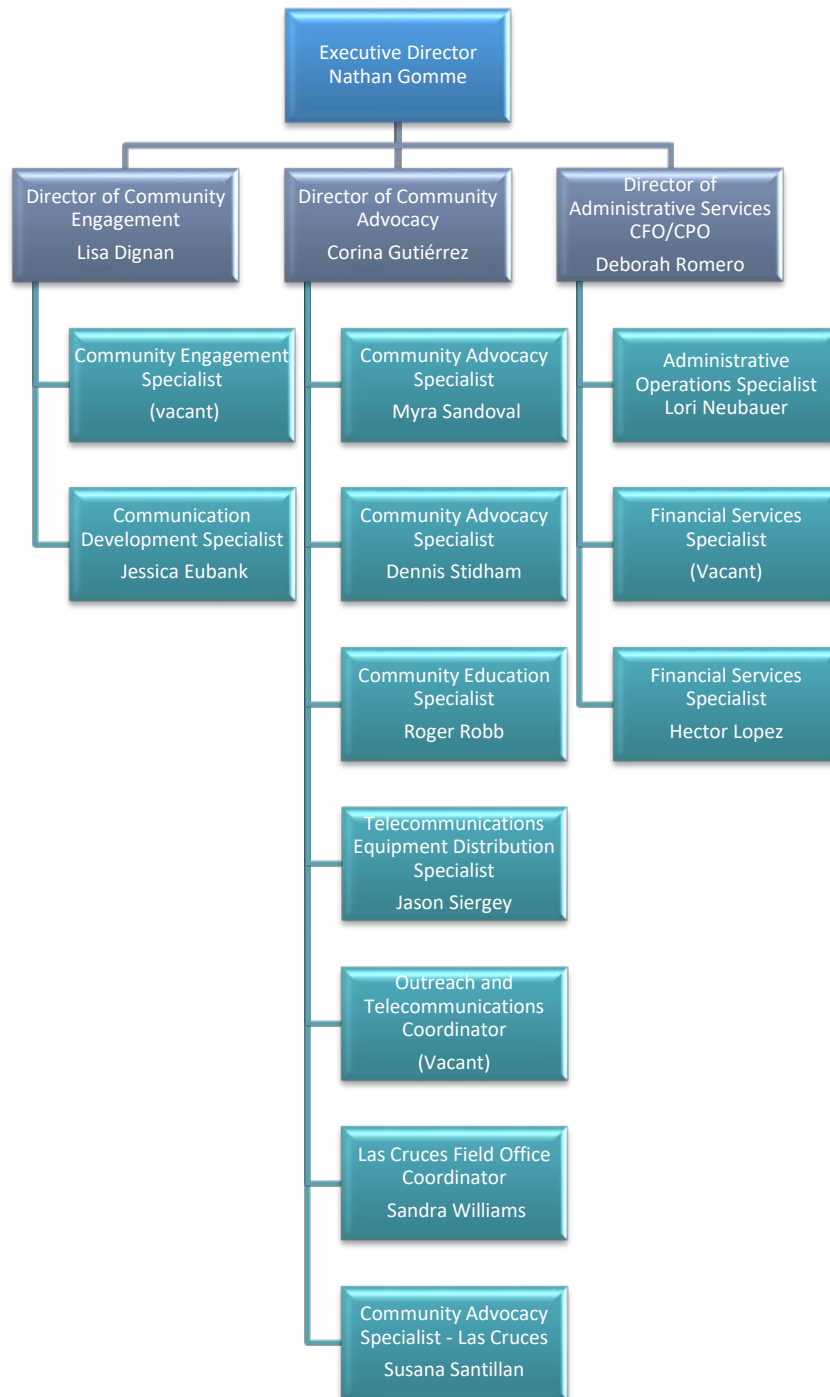 Executive Director
Nathan Gomme
Director of Community
Engagement
Lisa Dignan
Community Engagement
Specialist
(vacant)
Communication
Development Specialist
Jessica Eubank
Director of Community
Advocacy
Corina Gutiérrez
Community Advocacy
Specialist
Myra Sandoval
Community Advocacy
Specialist
Dennis Stidham
Community Education
Specialist
Roger Robb
Telecommunications
Equipment Distribution
Specialist
Jason Siergey
Outreach and
Telecommunications
Coordinator
(Vacant)
Las Cruces Field Office
Coordinator
Sandra Williams
Community Advocacy
Specialist - Las Cruces
Susana Santillan
Director of
Administrative Services
CFO/CPO
Deborah Romero
Administrative
Operations Specialist
Lori Neubauer
Financial Services
Specialist
(Vacant)
Financial Services
Specialist
Hector Lopez